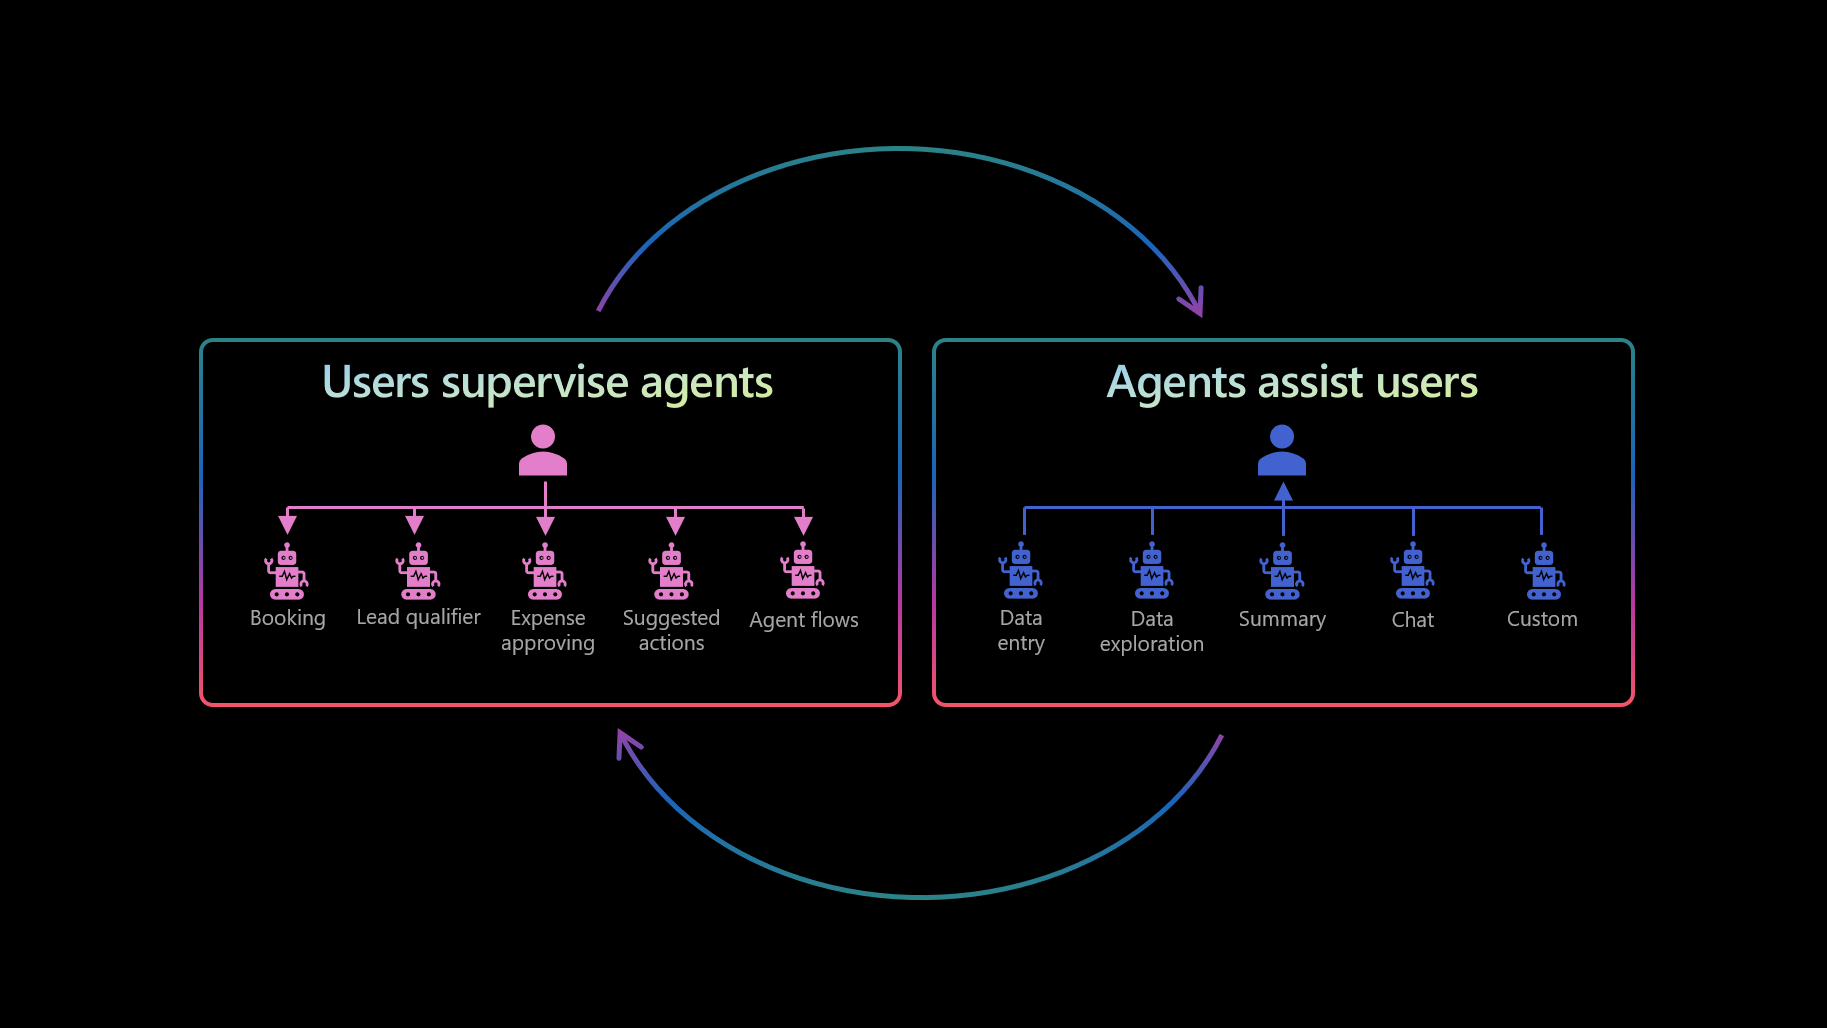 Users supervise agents
Booking
Lead qualifier
Expense
approving
Suggested
actions
Agent flows
Agents assist users
Data
entry
Data
exploration
Summary
Chat
Custom